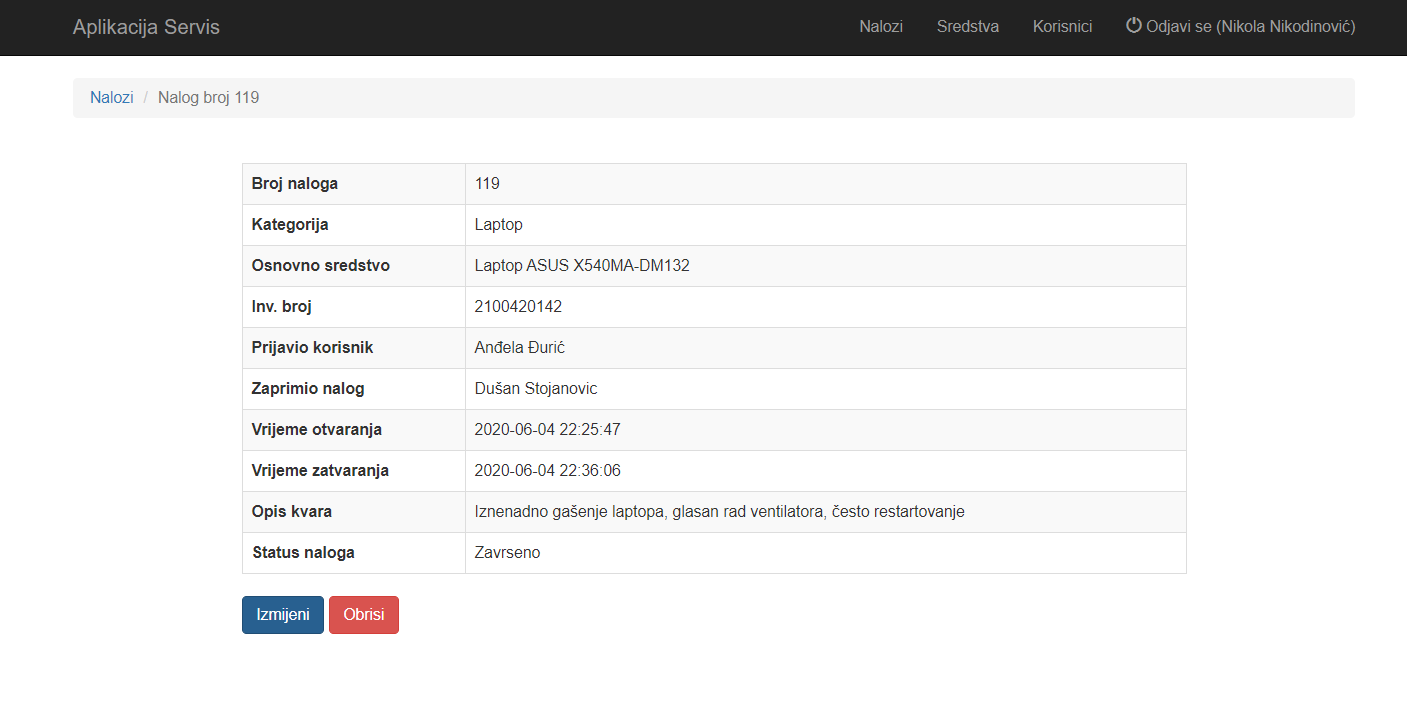 Aplikacija Servis Nalozi Sredstva Korisnici Odjavi se (Nikola Nikodinović)
Nalozi / Nalog broj 119
Broj naloga 119
Kategorija Laptop
Osnovno sredstvo Laptop ASUS X540MA-DM132
Inv. broj 2100420142
Prijavio korisnik Anđela Đurić
Zaprimio nalog Dušan Stojanovic
Vrijeme otvaranja 2020-06-04 22:25:47
Vrijeme zatvaranja 2020-06-04 22:36:06
Opis kvara Iznenadno gašenje laptopa, glasan rad ventilatora, često restartovanje
Status naloga Zavrseno
Izmijeni Obrisi